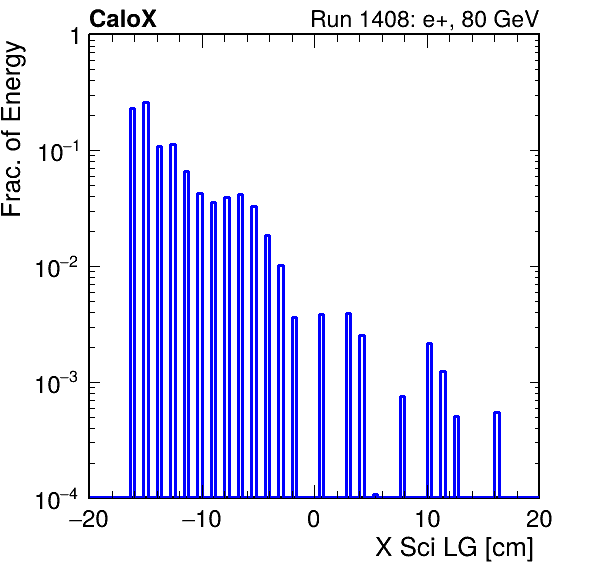 CaloX Run 1408: e+, 80 GeV
Frac. of Energy
1
10⁻¹
10⁻²
10⁻³
10⁻⁴
−20 −10 0 10 20
X Sci LG [cm]